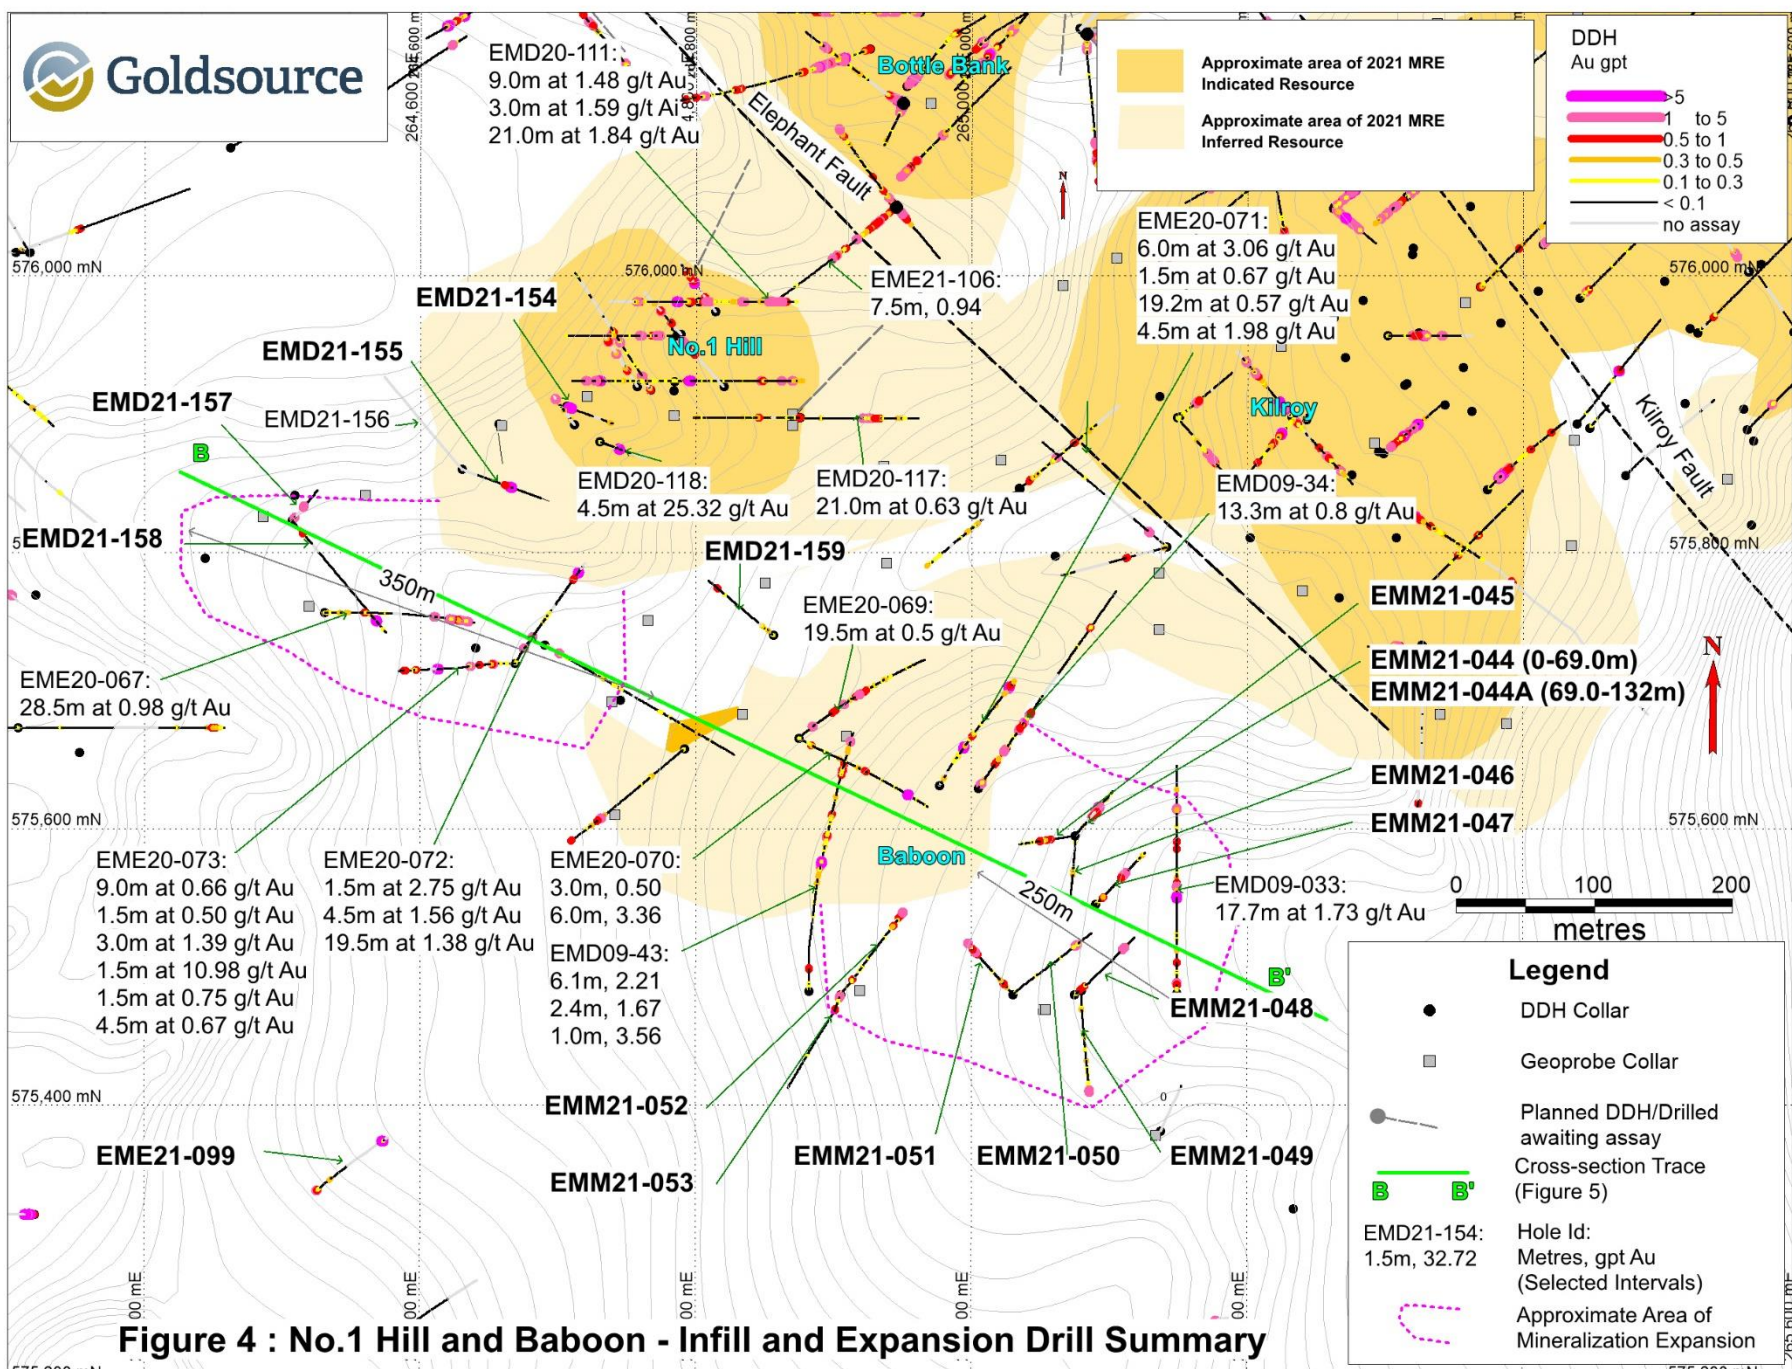 Goldsource
EMD20-111:
9.0m at 1.48 g/t Au
3.0m at 1.59 g/t Ai
21.0m at 1.84 g/t Au
Bottle Bank
Elephant Fault
Approximate area of 2021 MRE
Indicated Resource
Approximate area of 2021 MRE
Inferred Resource
DDH
Au gpt
>5
1 to 5
0.5 to 1
0.3 to 0.5
0.1 to 0.3
< 0.1
no assay
N
EME20-071:
6.0m at 3.06 g/t Au
1.5m at 0.67 g/t Au
19.2m at 0.57 g/t Au
4.5m at 1.98 g/t Au
576,000 mN
576,000 mN
576,000 mN
EME21-106:
7.5m, 0.94
EMD21-154
No.1 Hill
EMD21-155
EMD21-157
EMD21-156
Kilroy
Kilroy Fault
B
EMD20-118:
4.5m at 25.32 g/t Au
EMD20-117:
21.0m at 0.63 g/t Au
EMD09-34:
13.3m at 0.8 g/t Au
EMD21-158
575,800 mN
EMD21-159
350m
EME20-069:
19.5m at 0.5 g/t Au
EMM21-045
EMM21-044 (0-69.0m)
EMM21-044A (69.0-132m)
N
EME20-067:
28.5m at 0.98 g/t Au
EMM21-046
EMM21-047
575,600 mN
575,600 mN
EME20-073:
9.0m at 0.66 g/t Au
1.5m at 0.50 g/t Au
3.0m at 1.39 g/t Au
1.5m at 10.98 g/t Au
1.5m at 0.75 g/t Au
4.5m at 0.67 g/t Au
EME20-072:
1.5m at 2.75 g/t Au
4.5m at 1.56 g/t Au
19.5m at 1.38 g/t Au
EME20-070:
3.0m, 0.50
6.0m, 3.36
EMD09-43:
6.1m, 2.21
2.4m, 1.67
1.0m, 3.56
Baboon
250m
EMD09-033:
17.7m at 1.73 g/t Au
0 100 200
metres
B'
EMM21-048
575,400 mN
0
EMM21-052
EME21-099
EMM21-053
EMM21-051
EMM21-050
EMM21-049
Legend
DDH Collar
Geoprobe Collar
Planned DDH/Drilled
awaiting assay
Cross-section Trace
(Figure 5)
B B'
EMD21-154:
1.5m, 32.72
Hole Id:
Metres, gpt Au
(Selected Intervals)
Approximate Area of
Mineralization Expansion
Figure 4 : No.1 Hill and Baboon - Infill and Expansion Drill Summary